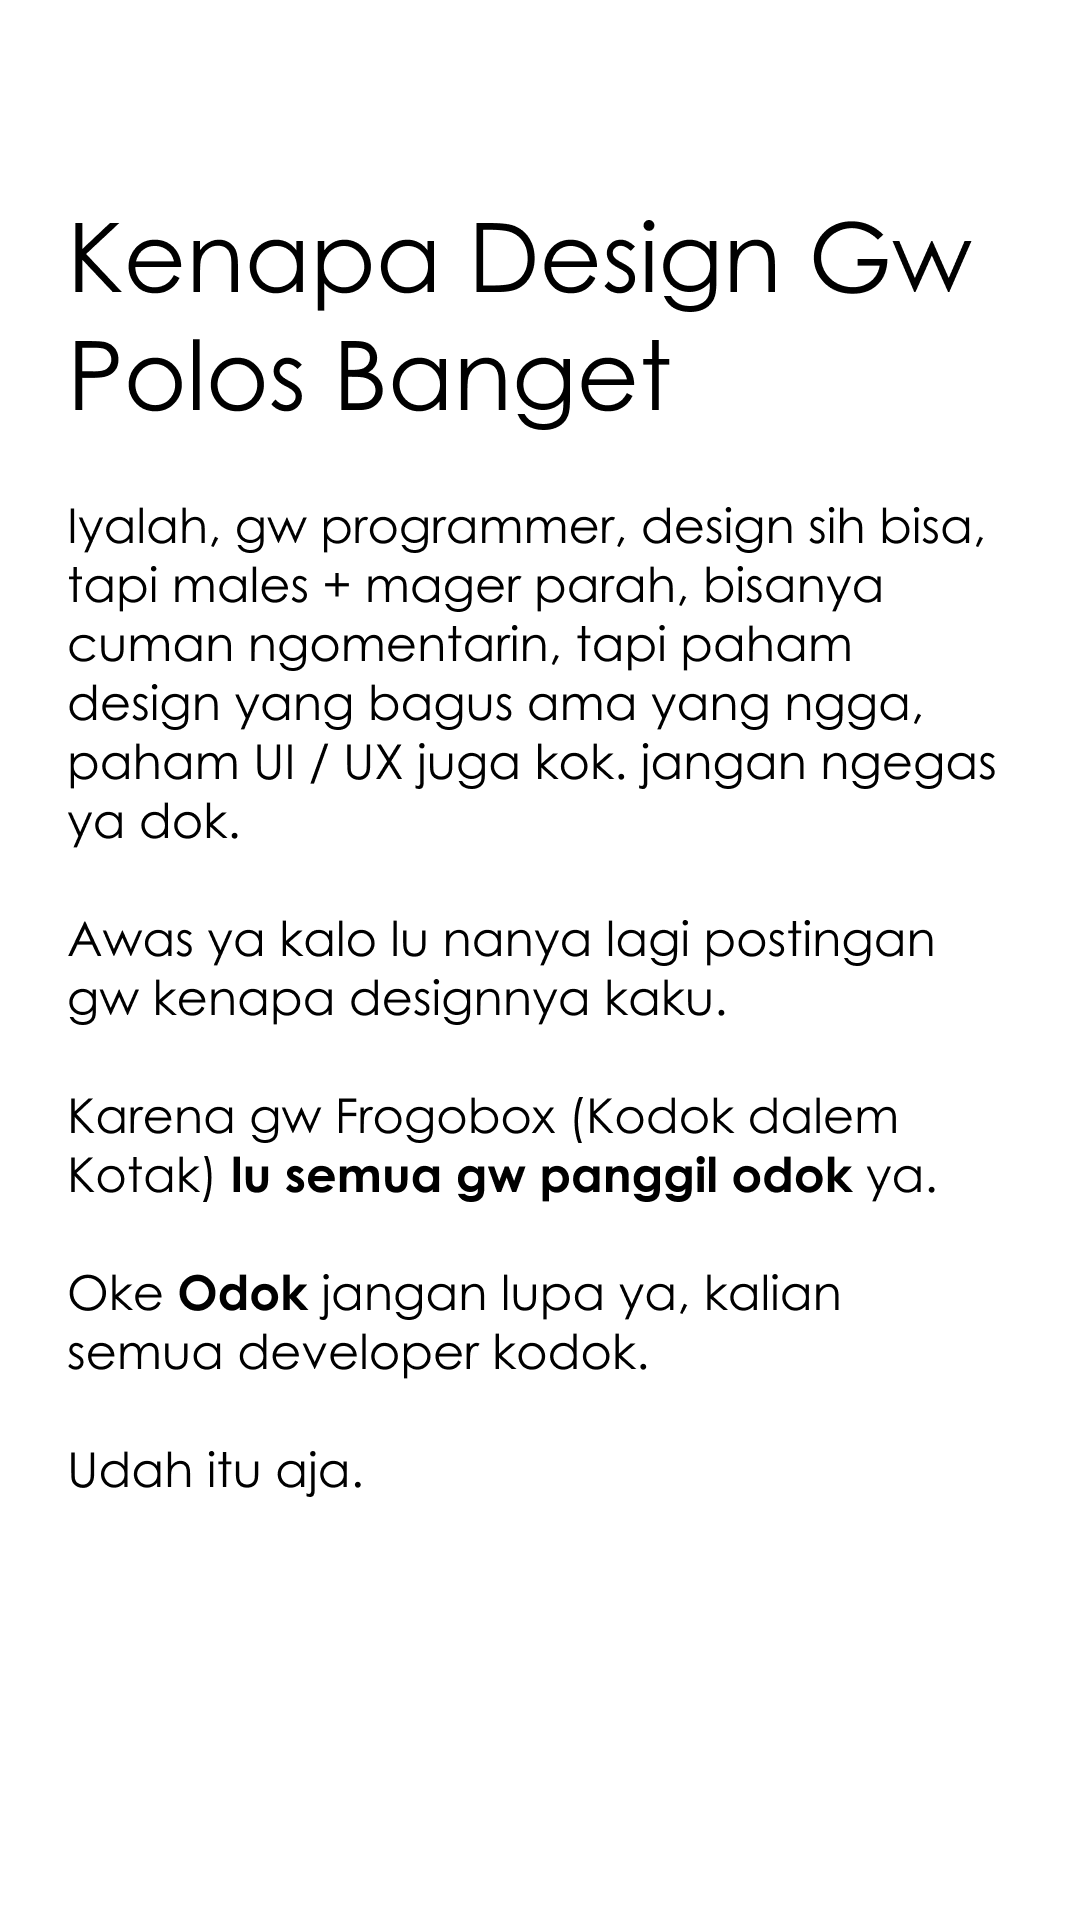 Kenapa Design Gw
Polos Banget
Iyalah, gw programmer, design sih bisa,
tapi males + mager parah, bisanya
cuman ngomentarin, tapi paham
design yang bagus ama yang ngga,
paham UI / UX juga kok. jangan ngegas
ya dok.
Awas ya kalo lu nanya lagi postingan
gw kenapa designnya kaku.
Karena gw Frogobox (Kodok dalem
Kotak) lu semua gw panggil odok ya.
Oke Odok jangan lupa ya, kalian
semua developer kodok.
Udah itu aja.